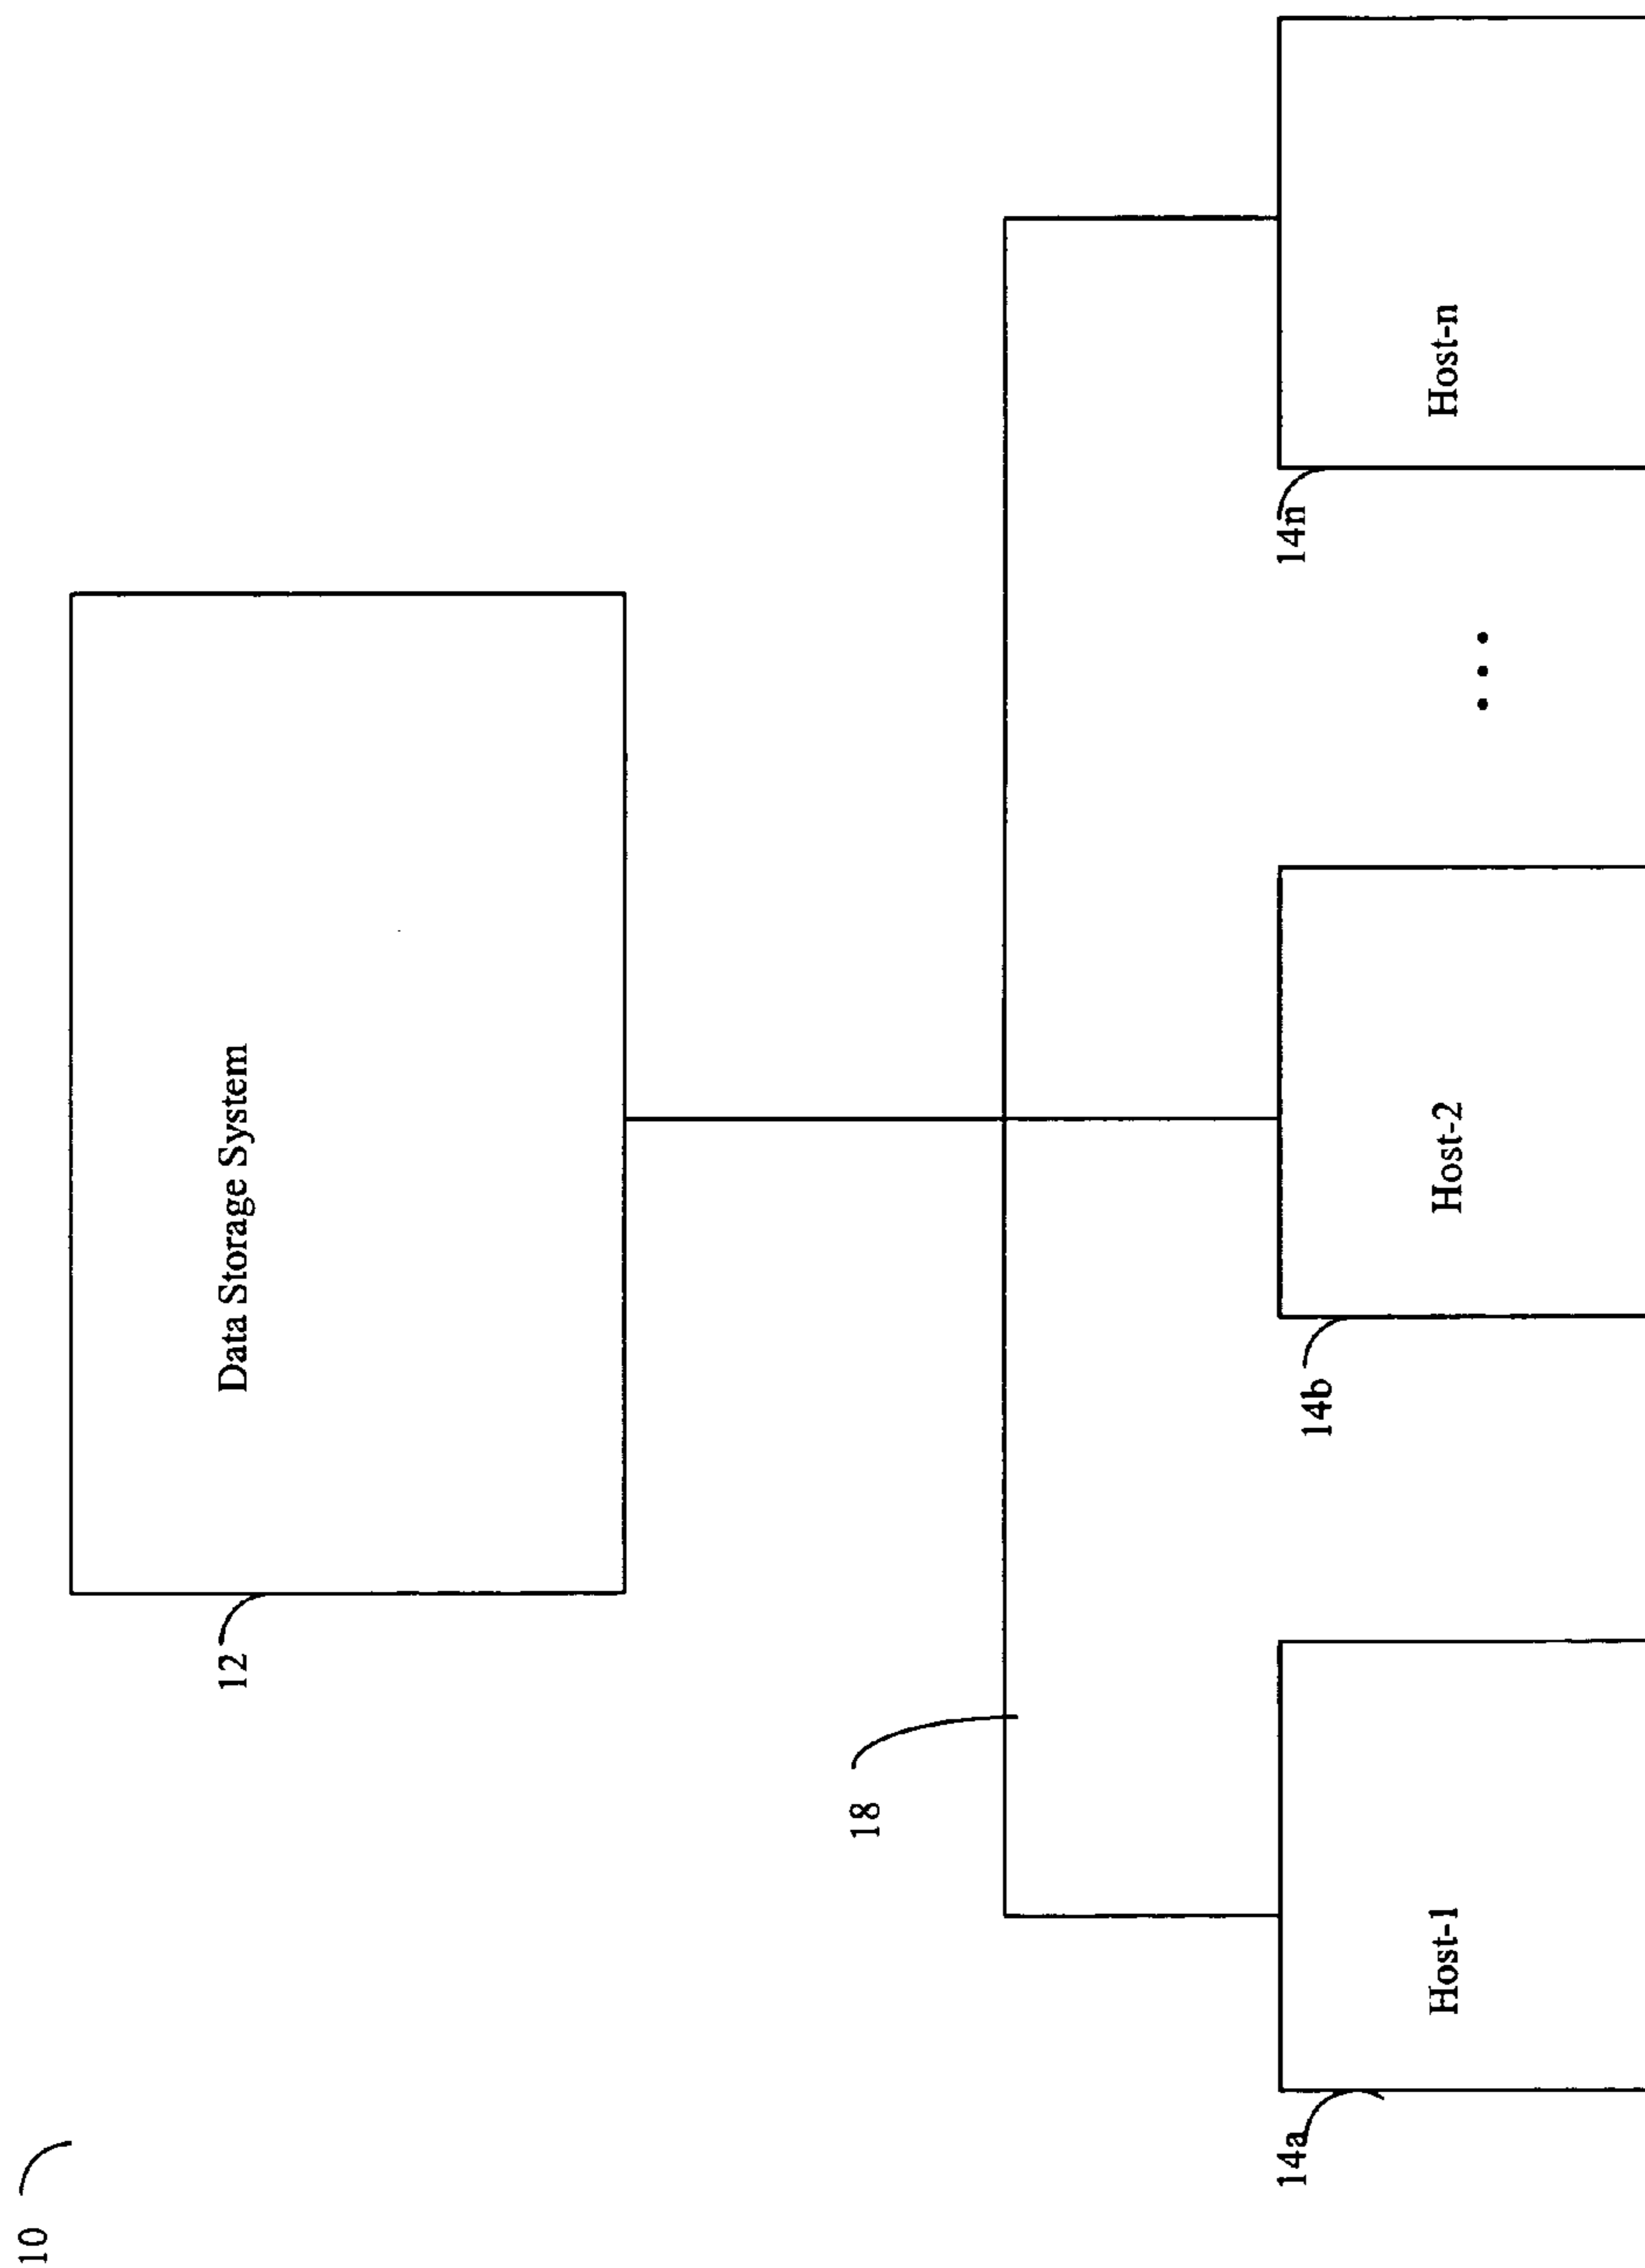 10
12
Data Storage System
18
14a
Host-1
14b
Host-2
...
14n
Host-n